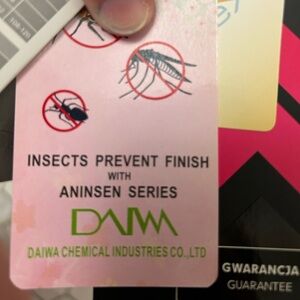 INSECTS PREVENT FINISH
WITH
ANINSEN SERIES
DAIWA
DAIWA CHEMICAL INDUSTRIES CO.,LTD
GWARANCJA
GUARANTEE